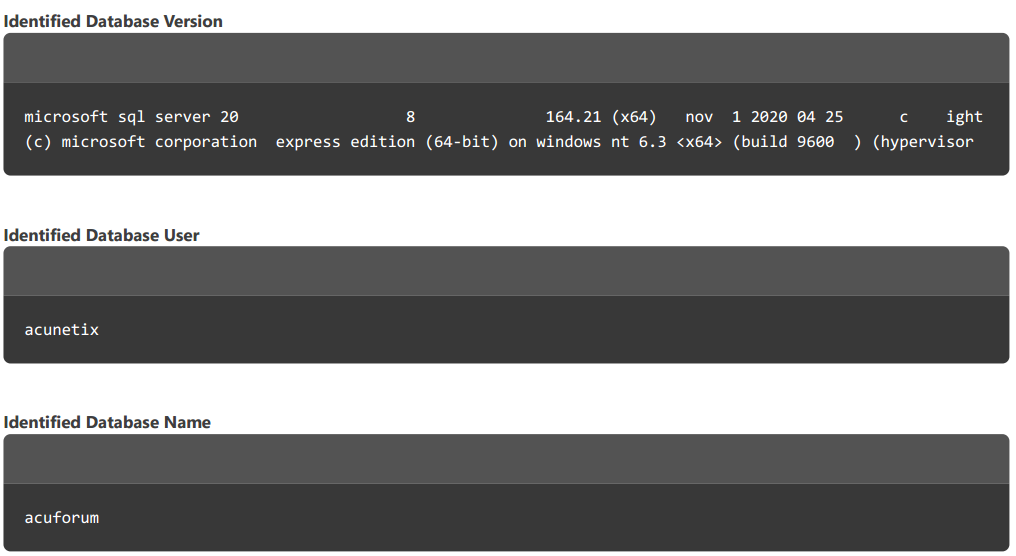 Identified Database Version
microsoft sql server 20                  8              164.21 (x64)   nov  1 2020 04 25      c    ight
(c) microsoft corporation  express edition (64-bit) on windows nt 6.3 <x64> (build 9600  ) (hypervisor
Identified Database User
acunetix
Identified Database Name
acuforum